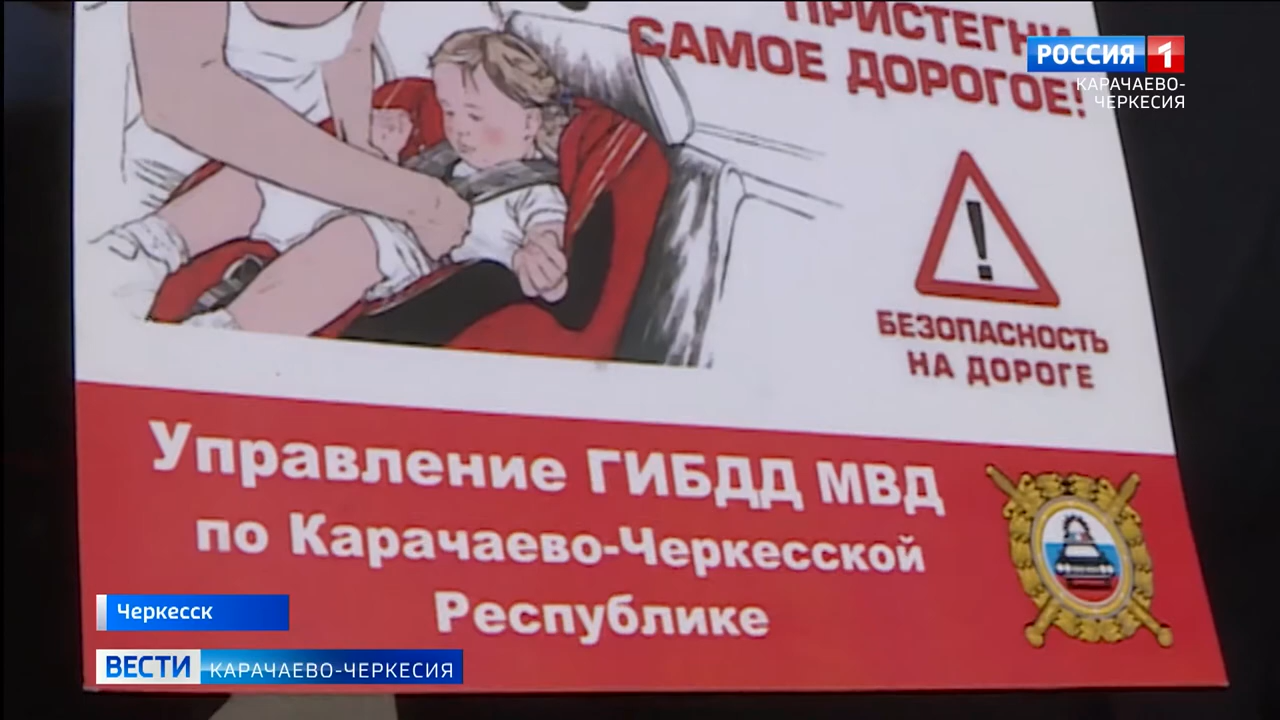 ПРИСТЕГНИ
САМОЕ ДОРОГОЕ!
РОССИЯ 1
КАРАЧАЕВО-
ЧЕРКЕСИЯ
БЕЗОПАСНОСТЬ
НА ДОРОГЕ
Управление ГИБДД МВД
по Карачаево-Черкесской
Республике
Черкесск
ВЕСТИ КАРАЧАЕВО-ЧЕРКЕСИЯ